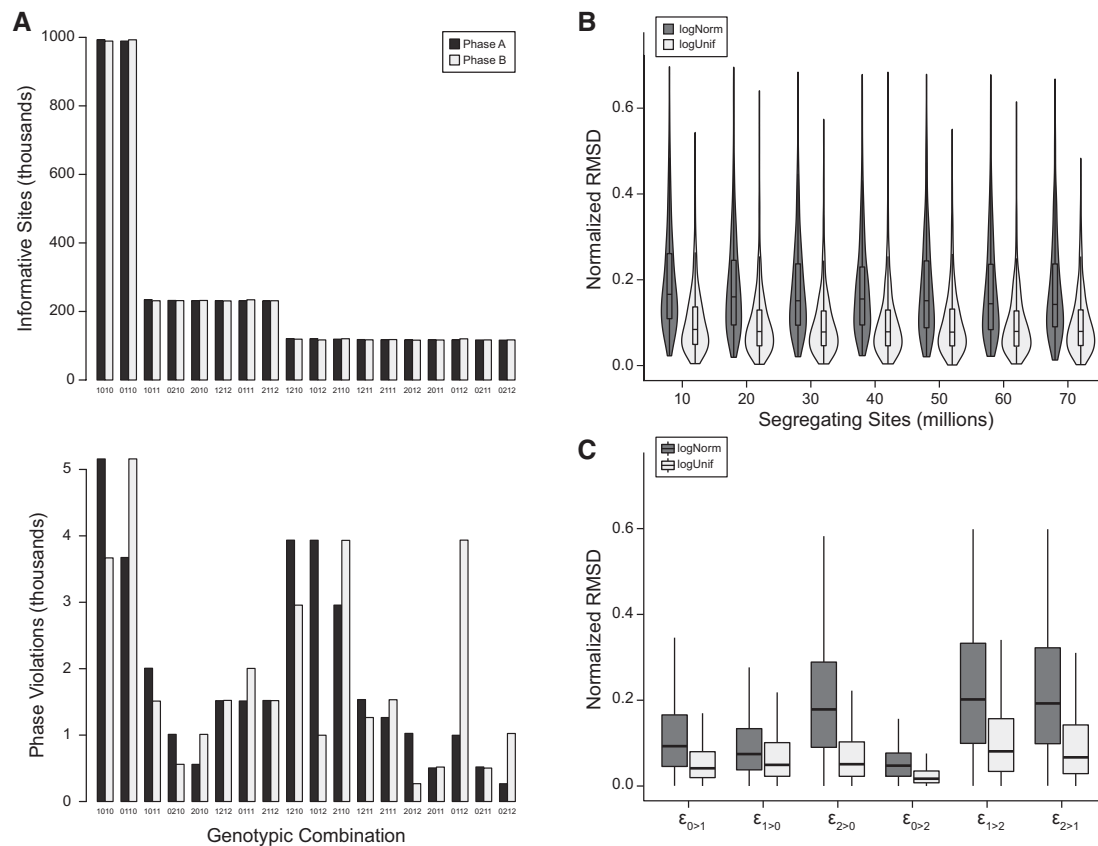 A
Phase A
Phase B
Informative Sites (thousands)
1000
800
600
400
200
0
1010 0110 1011 0210 2010 1212 0111 2112 1210 1012 2110 1211 2111 2012 2011 0112 0211 0212
Phase Violations (thousands)
5
4
3
2
1
0
1010 0110 1011 0210 2010 1212 0111 2112 1210 1012 2110 1211 2111 2012 2011 0112 0211 0212
Genotypic Combination
B
logNorm
logUnif
Normalized RMSD
0.6
0.4
0.2
0.0
10 20 30 40 50 60 70
Segregating Sites (millions)
C
logNorm
logUnif
Normalized RMSD
0.6
0.4
0.2
0.0
ε0>1 ε1>0 ε2>0 ε0>2 ε1>2 ε2>1